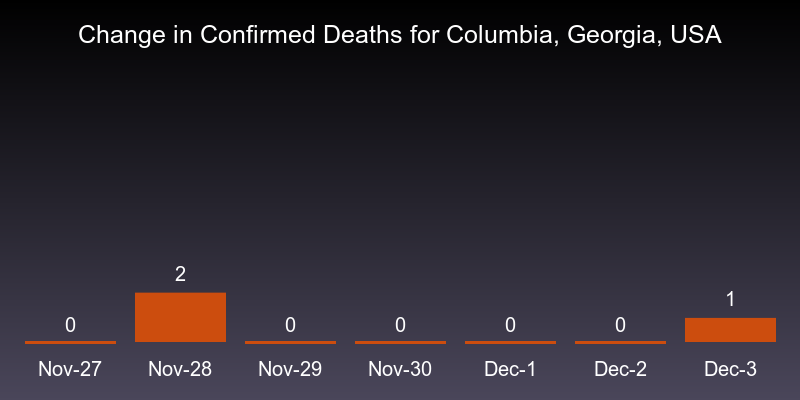 Change in Confirmed Deaths for Columbia, Georgia, USA
2
1
0 0 0 0 0
Nov-27 Nov-28 Nov-29 Nov-30 Dec-1 Dec-2 Dec-3